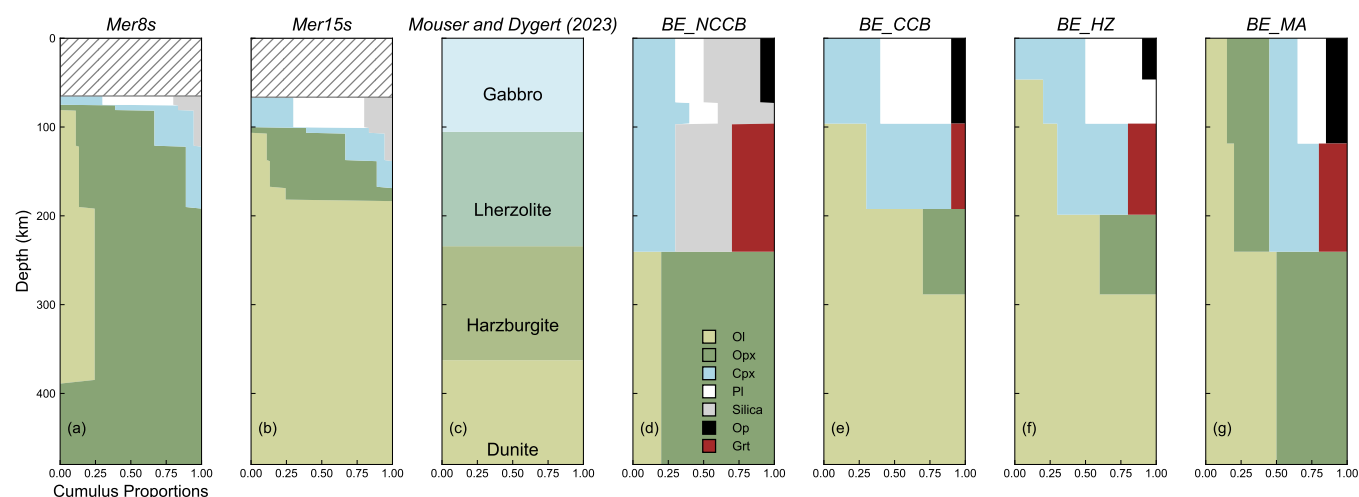 Mer8s
Mer15s
Mouser and Dygert (2023)
BE_NCCB
BE_CCB
BE_HZ
BE_MA
0
100
200
300
400
Depth (km)
Gabbro
Lherzolite
Harzburgite
Dunite
Ol
Opx
Cpx
Pl
Silica
Op
Grt
(a)
(b)
(c)
(d)
(e)
(f)
(g)
0.00 0.25 0.50 0.75 1.00
0.00 0.25 0.50 0.75 1.00
0.00 0.25 0.50 0.75 1.00
0.00 0.25 0.50 0.75 1.00
0.00 0.25 0.50 0.75 1.00
0.00 0.25 0.50 0.75 1.00
0.00 0.25 0.50 0.75 1.00
Cumulus Proportions